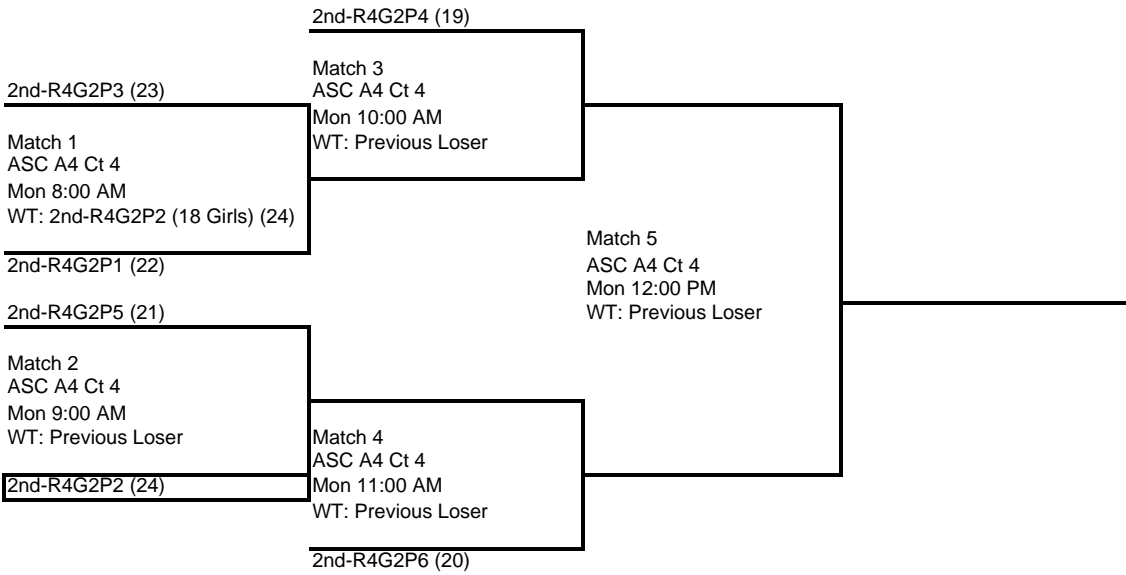 2nd-R4G2P4 (19)
Match 3
ASC A4 Ct 4
Mon 10:00 AM
WT: Previous Loser
2nd-R4G2P3 (23)
Match 1
ASC A4 Ct 4
Mon 8:00 AM
WT: 2nd-R4G2P2 (18 Girls) (24)
2nd-R4G2P1 (22)
Match 5
ASC A4 Ct 4
Mon 12:00 PM
WT: Previous Loser
2nd-R4G2P5 (21)
Match 2
ASC A4 Ct 4
Mon 9:00 AM
WT: Previous Loser
2nd-R4G2P2 (24)
Match 4
ASC A4 Ct 4
Mon 11:00 AM
WT: Previous Loser
2nd-R4G2P6 (20)